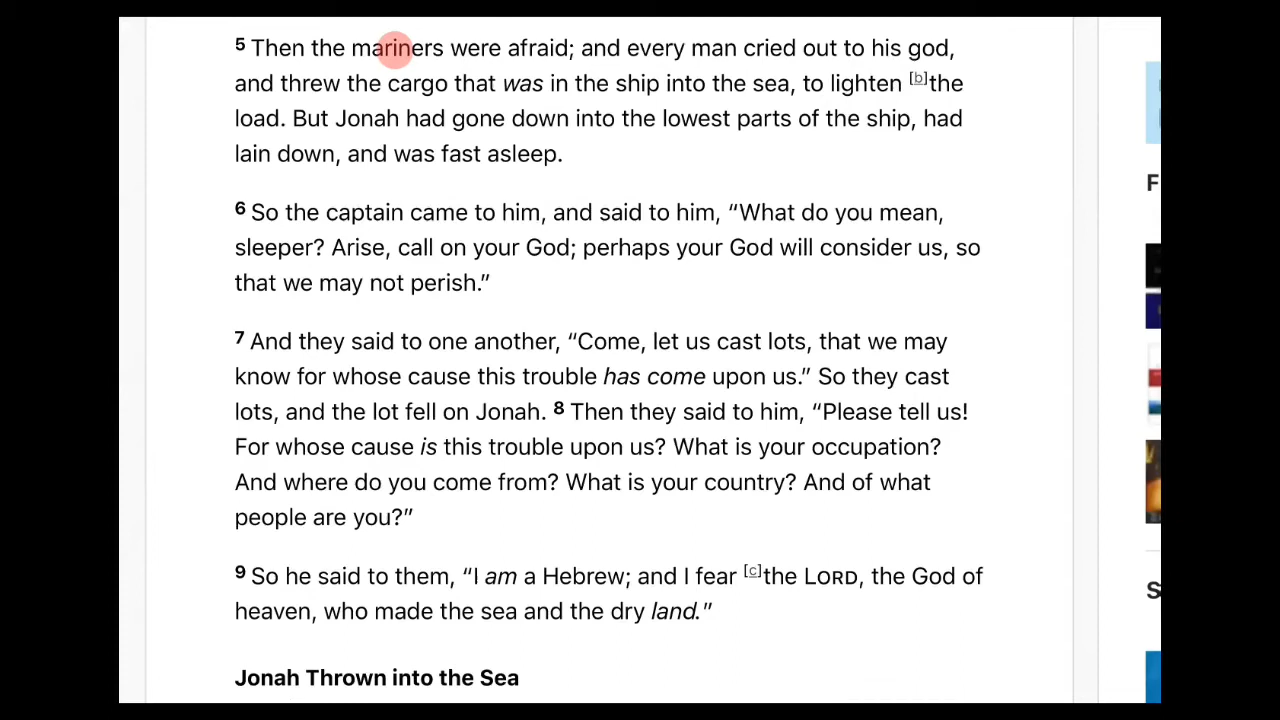 5 Then the mariners were afraid; and every man cried out to his god,
and threw the cargo that was in the ship into the sea, to lighten [b]the
load. But Jonah had gone down into the lowest parts of the ship, had
lain down, and was fast asleep.
6 So the captain came to him, and said to him, “What do you mean,
sleeper? Arise, call on your God; perhaps your God will consider us, so
that we may not perish.”
7 And they said to one another, “Come, let us cast lots, that we may
know for whose cause this trouble has come upon us.” So they cast
lots, and the lot fell on Jonah. 8 Then they said to him, “Please tell us!
For whose cause is this trouble upon us? What is your occupation?
And where do you come from? What is your country? And of what
people are you?”
9 So he said to them, “I am a Hebrew; and I fear [c]the LORD, the God of
heaven, who made the sea and the dry land.”
Jonah Thrown into the Sea
F
S